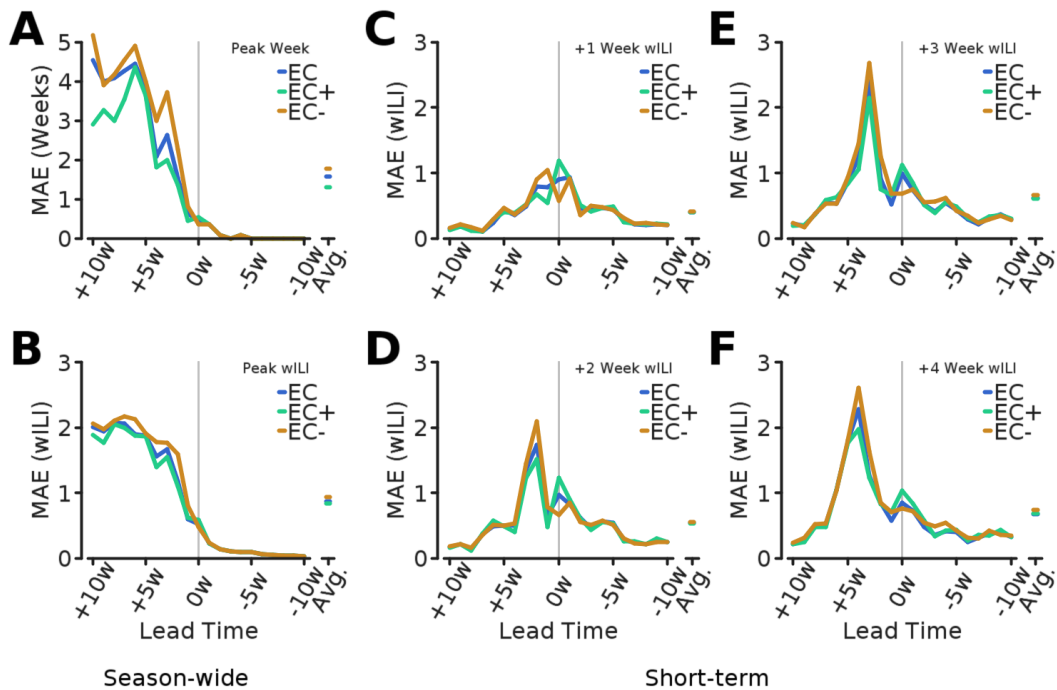 A
Peak Week
EC
EC+
EC-
MAE (Weeks)
5
4
3
2
1
0
+10w
+5w
0w
-5w
-10w
Avg.
C
+1 Week wILI
EC
EC+
EC-
MAE (wILI)
3
2
1
0
+10w
+5w
0w
-5w
-10w
Avg.
E
+3 Week wILI
EC
EC+
EC-
MAE (wILI)
3
2
1
0
+10w
+5w
0w
-5w
-10w
Avg.
B
Peak wILI
EC
EC+
EC-
MAE (wILI)
3
2
1
0
+10w
+5w
0w
-5w
-10w
Avg.
Lead Time
D
+2 Week wILI
EC
EC+
EC-
MAE (wILI)
3
2
1
0
+10w
+5w
0w
-5w
-10w
Avg.
Lead Time
F
+4 Week wILI
EC
EC+
EC-
MAE (wILI)
3
2
1
0
+10w
+5w
0w
-5w
-10w
Avg.
Lead Time
Season-wide
Short-term